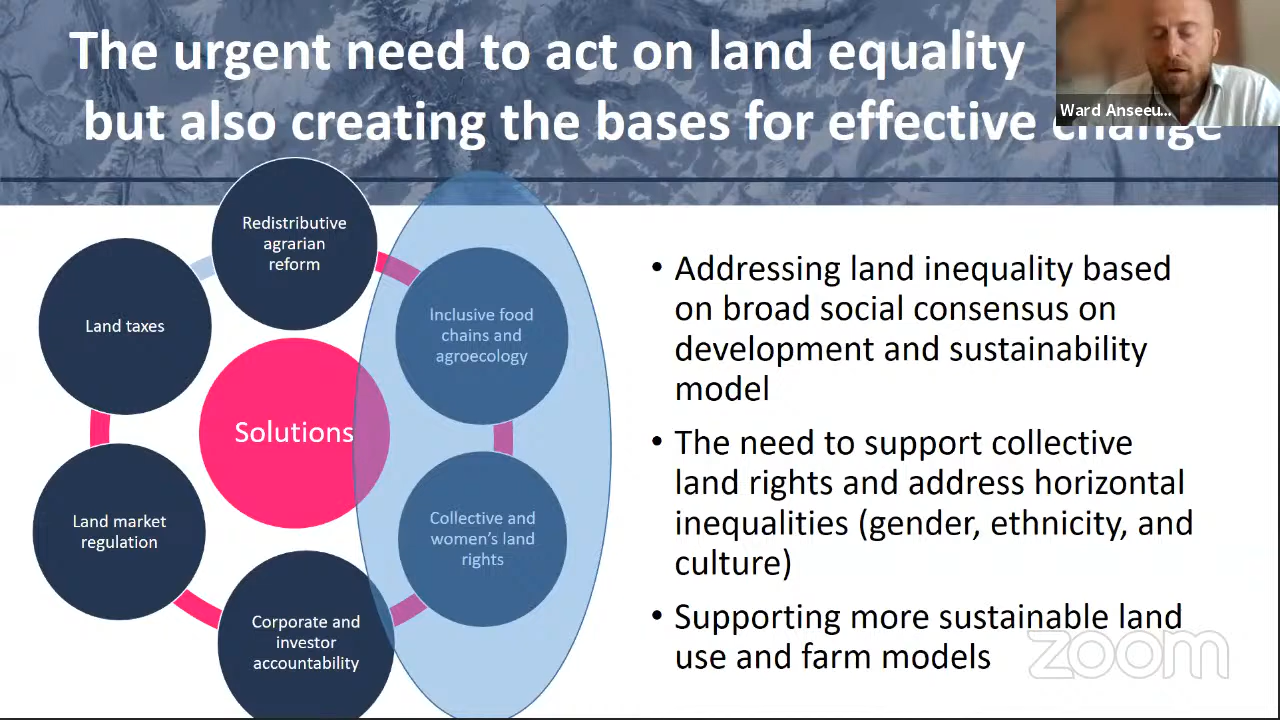 The urgent need to act on land equality
but also creating the bases for effective change
Ward Anseeu...
Redistributive
agrarian
reform
Land taxes
Inclusive food
chains and
agroecology
Solutions
Land market
regulation
Collective and
women's land
rights
Corporate and
investor
accountability
• Addressing land inequality based
on broad social consensus on
development and sustainability
model
• The need to support collective
land rights and address horizontal
inequalities (gender, ethnicity, and
culture)
• Supporting more sustainable land
use and farm models
zoom